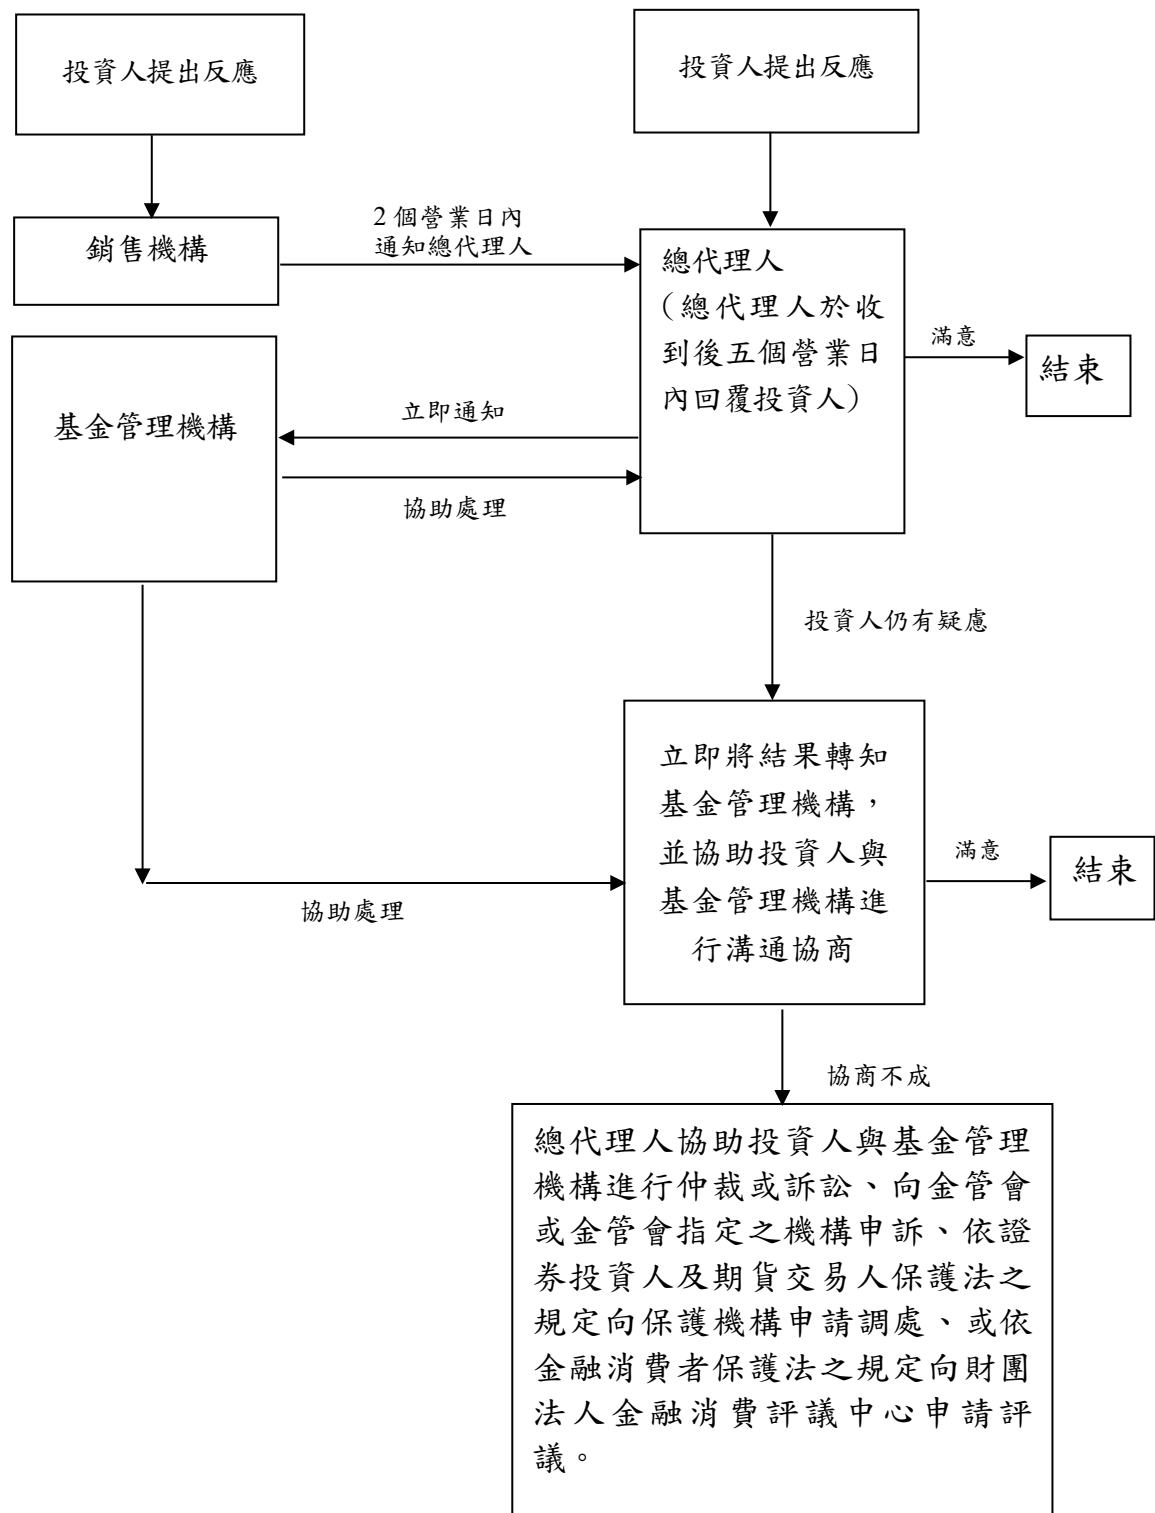 投資人提出反應
投資人提出反應
銷售機構
2 個營業日內
通知總代理人
總代理人
（總代理人於收
到後五個營業日
內回覆投資人）
滿意
結束
基金管理機構
立即通知
協助處理
投資人仍有疑慮
立即將結果轉知
基金管理機構，
並協助投資人與
基金管理機構進
行溝通協商
滿意
結束
協助處理
協商不成
總代理人協助投資人與基金管理
機構進行仲裁或訴訟、向金管會
或金管會指定之機構申訴、依證
券投資人及期貨交易人保護法之
規定向保護機構申請調處、或依
金融消費者保護法之規定向財團
法人金融消費評議中心申請評
議。